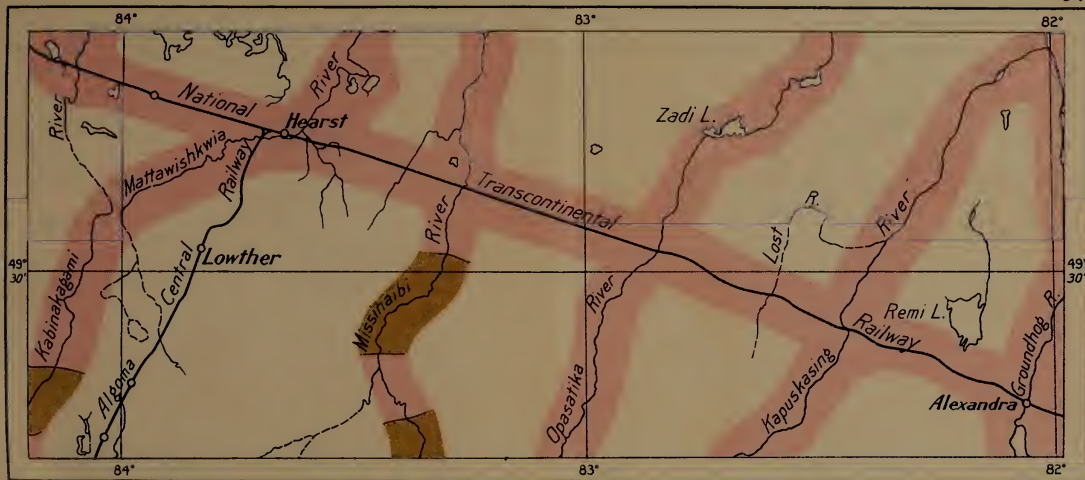 84°
83°
82°
National
River
Hearst
River
Mattawishkwia
Railway
Zadi L.
Transcontinental
River
R.
Lost
River
49°
30'
49°
30'
Lowther
Central
Kabinakagami
Missinaibi
River
Remi L.
Groundhog R.
Railway
Algoma
Opasatika
Kapuskasing
Alexandra
84°
83°
82°